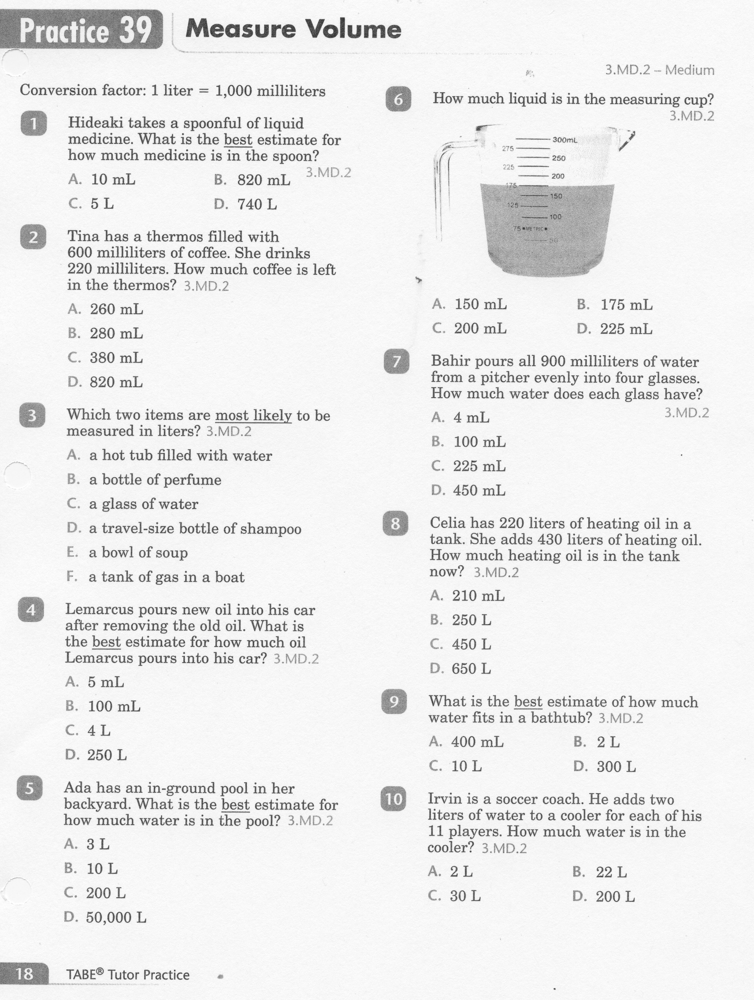 Practice 39
Measure Volume
3.MD.2 – Medium
Conversion factor: 1 liter = 1,000 milliliters
1
Hideaki takes a spoonful of liquid
medicine. What is the best estimate for
how much medicine is in the spoon?
3.MD.2
A. 10 mL B. 820 mL
C. 5 L D. 740 L
2
Tina has a thermos filled with
600 milliliters of coffee. She drinks
220 milliliters. How much coffee is left
in the thermos? 3.MD.2
A. 260 mL
B. 280 mL
C. 380 mL
D. 820 mL
3
Which two items are most likely to be
measured in liters? 3.MD.2
A. a hot tub filled with water
B. a bottle of perfume
C. a glass of water
D. a travel-size bottle of shampoo
E. a bowl of soup
F. a tank of gas in a boat
4
Lemarcus pours new oil into his car
after removing the old oil. What is
the best estimate for how much oil
Lemarcus pours into his car? 3.MD.2
A. 5 mL
B. 100 mL
C. 4 L
D. 250 L
5
Ada has an in-ground pool in her
backyard. What is the best estimate for
how much water is in the pool? 3.MD.2
A. 3 L
B. 10 L
C. 200 L
D. 50,000 L
6
How much liquid is in the measuring cup?
3.MD.2
300mL
275
250
225
200
175
150
125
100
75 ▪METRIC▪
50
A. 150 mL B. 175 mL
C. 200 mL D. 225 mL
7
Bahir pours all 900 milliliters of water
from a pitcher evenly into four glasses.
How much water does each glass have?
3.MD.2
A. 4 mL
B. 100 mL
C. 225 mL
D. 450 mL
8
Celia has 220 liters of heating oil in a
tank. She adds 430 liters of heating oil.
How much heating oil is in the tank
now? 3.MD.2
A. 210 mL
B. 250 L
C. 450 L
D. 650 L
9
What is the best estimate of how much
water fits in a bathtub? 3.MD.2
A. 400 mL B. 2 L
C. 10 L D. 300 L
10
Irvin is a soccer coach. He adds two
liters of water to a cooler for each of his
11 players. How much water is in the
cooler? 3.MD.2
A. 2 L B. 22 L
C. 30 L D. 200 L
18 TABE® Tutor Practice